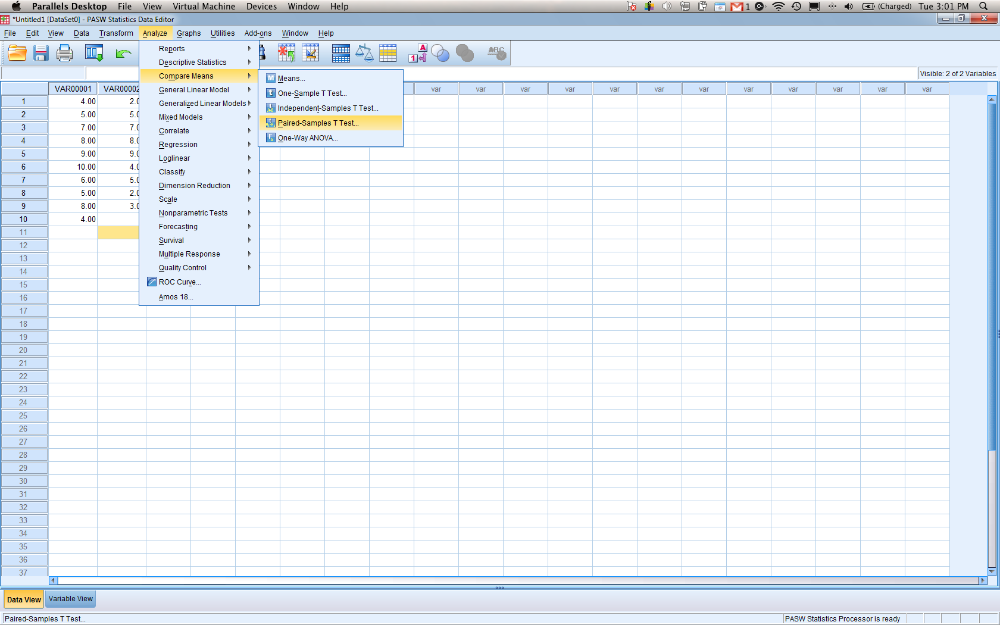 Parallels Desktop File View Virtual Machine Devices Window Help 1 (Charged) Tue 3:01 PM
*Untitled1 [DataSet0] - PASW Statistics Data Editor
File Edit View Data Transform Analyze Graphs Utilities Add-ons Window Help
Visible: 2 of 2 Variables
Reports
Descriptive Statistics
Compare Means
General Linear Model
Generalized Linear Models
Mixed Models
Correlate
Regression
Loglinear
Classify
Dimension Reduction
Scale
Nonparametric Tests
Forecasting
Survival
Multiple Response
Quality Control
ROC Curve...
Amos 18...
Means...
One-Sample T Test...
Independent-Samples T Test...
Paired-Samples T Test...
One-Way ANOVA...
VAR00001 VAR00002 var var var var var var var var var var var var
1 4.00 2.0
2 5.00 5.0
3 7.00 7.0
4 8.00 8.0
5 9.00 9.0
6 10.00 4.0
7 6.00 5.0
8 5.00 2.0
9 8.00 3.0
10 4.00
11
12
13
14
15
16
17
18
19
20
21
22
23
24
25
26
27
28
29
30
31
32
33
34
35
36
37
Data View Variable View
Paired-Samples T Test... PASW Statistics Processor is ready